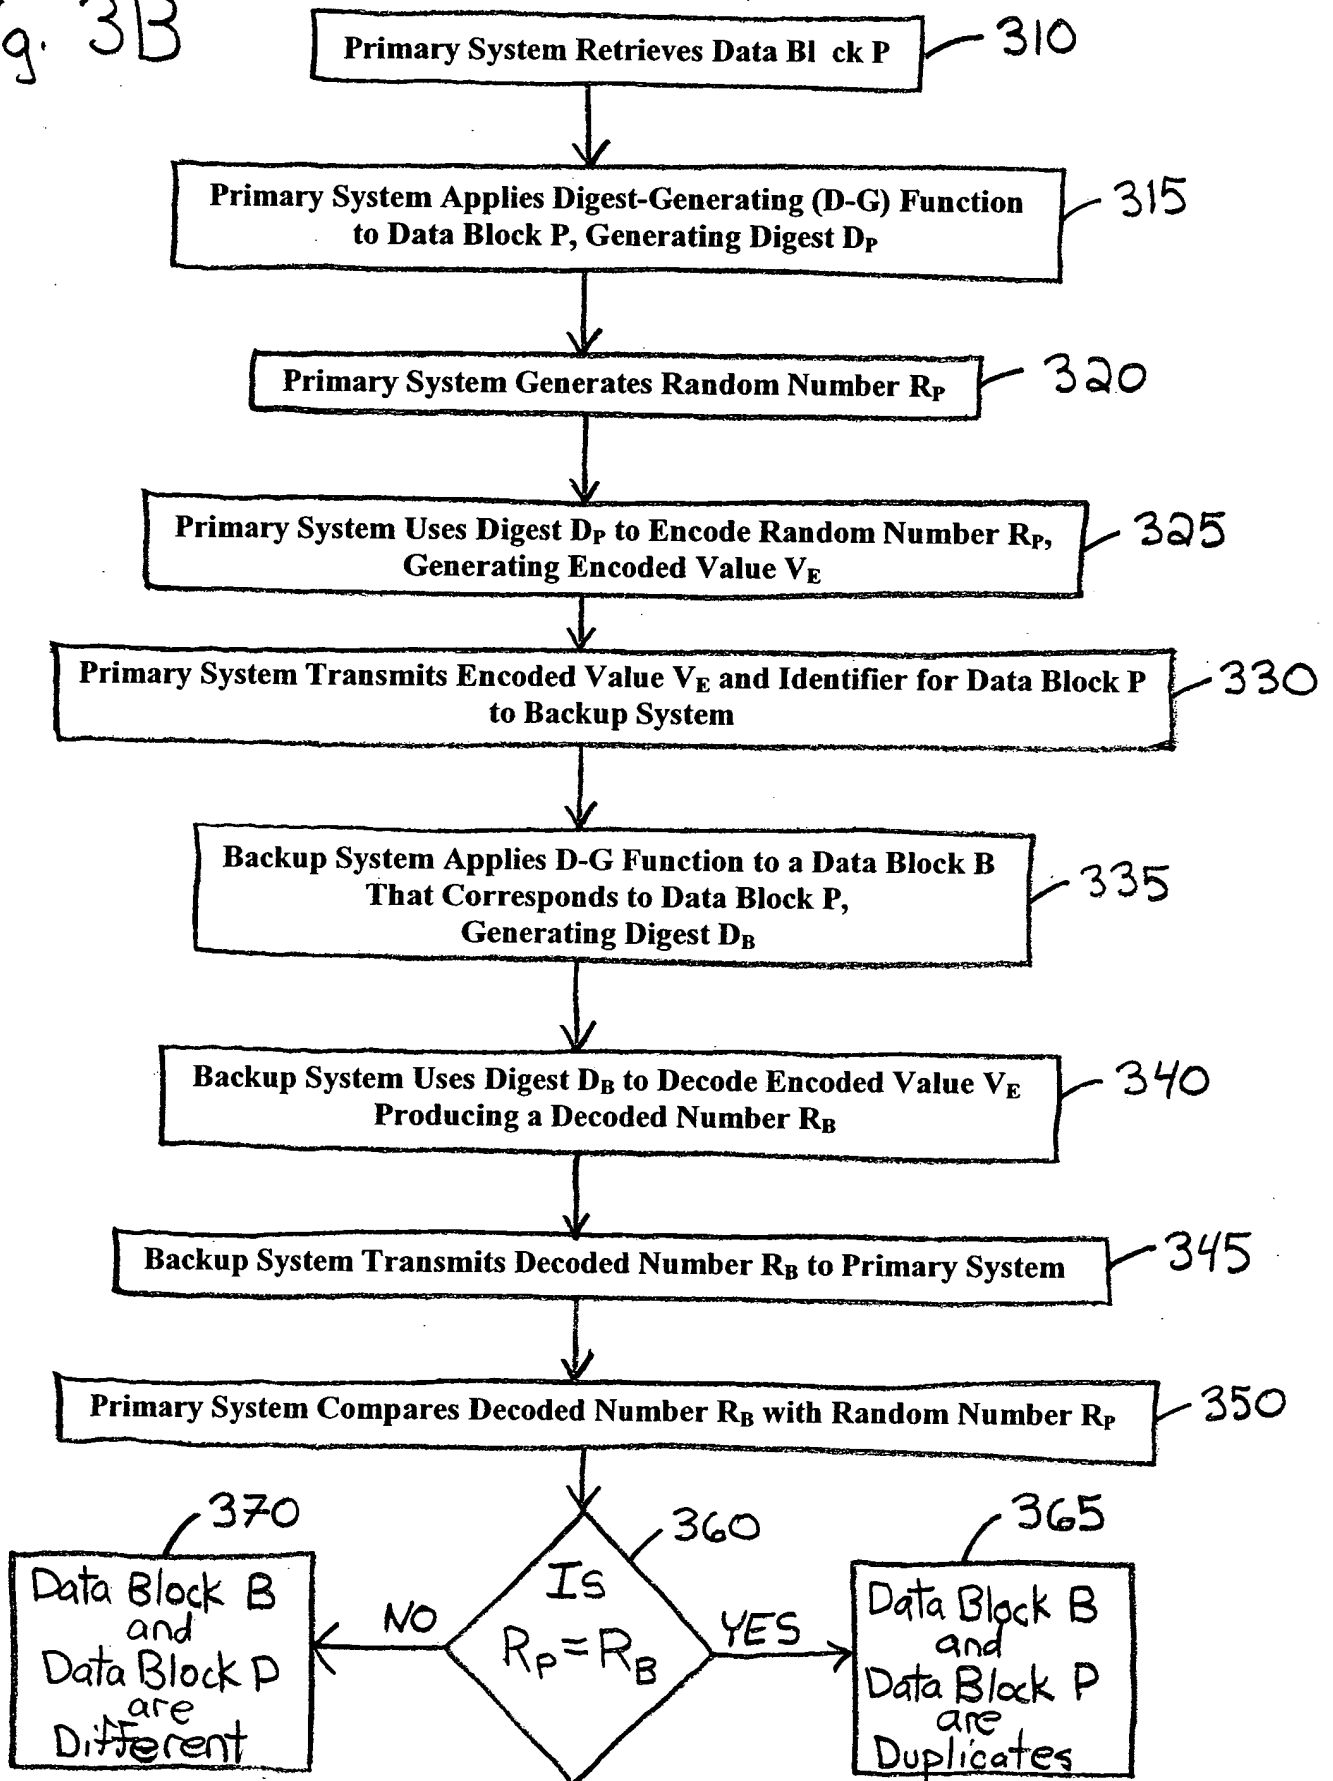 g. 3B
Primary System Retrieves Data Bl ck P
310
Primary System Applies Digest-Generating (D-G) Function
to Data Block P, Generating Digest DP
315
Primary System Generates Random Number RP
320
Primary System Uses Digest DP to Encode Random Number RP,
Generating Encoded Value VE
325
Primary System Transmits Encoded Value VE and Identifier for Data Block P
to Backup System
330
Backup System Applies D-G Function to a Data Block B
That Corresponds to Data Block P,
Generating Digest DB
335
Backup System Uses Digest DB to Decode Encoded Value VE
Producing a Decoded Number RB
340
Backup System Transmits Decoded Number RB to Primary System
345
Primary System Compares Decoded Number RB with Random Number RP
350
370
360
365
Is
RP=RB
NO
YES
Data Block B
and
Data Block P
are
Different
Data Block B
and
Data Block P
are
Duplicates